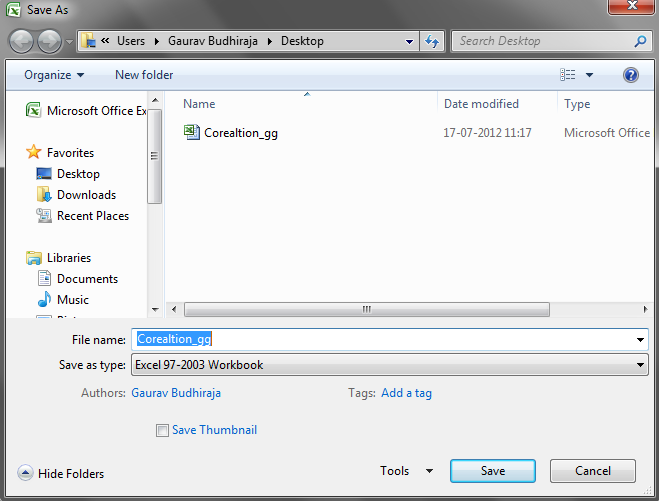 Save As
Users Gaurav Budhiraja Desktop Search Desktop
Organize New folder
Name Date modified Type
Microsoft Office Ex
Corealtion_gg 17-07-2012 11:17 Microsoft Office
Favorites
Desktop
Downloads
Recent Places
Libraries
Documents
Music
File name: Corealtion_gg
Save as type: Excel 97-2003 Workbook
Authors: Gaurav Budhiraja Tags: Add a tag
Save Thumbnail
Hide Folders Tools Save Cancel